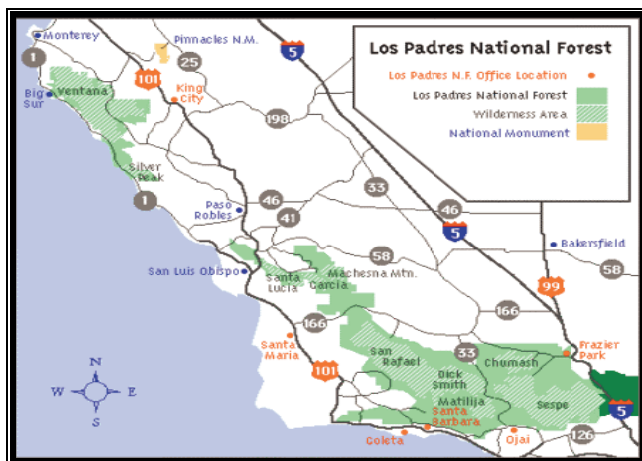 Monterey
Pinnacles N.M.
1
25
5
101
Los Padres National Forest
Los Padres N.F. Office Location
Los Padres National Forest
Wilderness Area
National Monument
Big
Sur
Ventana
King
City
198
33
Silver
Peak
1
Paso
Robles
46
41
46
5
Bakersfield
58
58
San Luis Obispo
Santa
Lucia
Garcia
Machesna Mtn.
99
166
166
Santa
Maria
101
San
Rafael
33
Chumash
Frazier
Park
Dick
Smith
Matilija
Sespe
5
Santa
Barbara
Goleta
Ojai
126
N
W
E
S